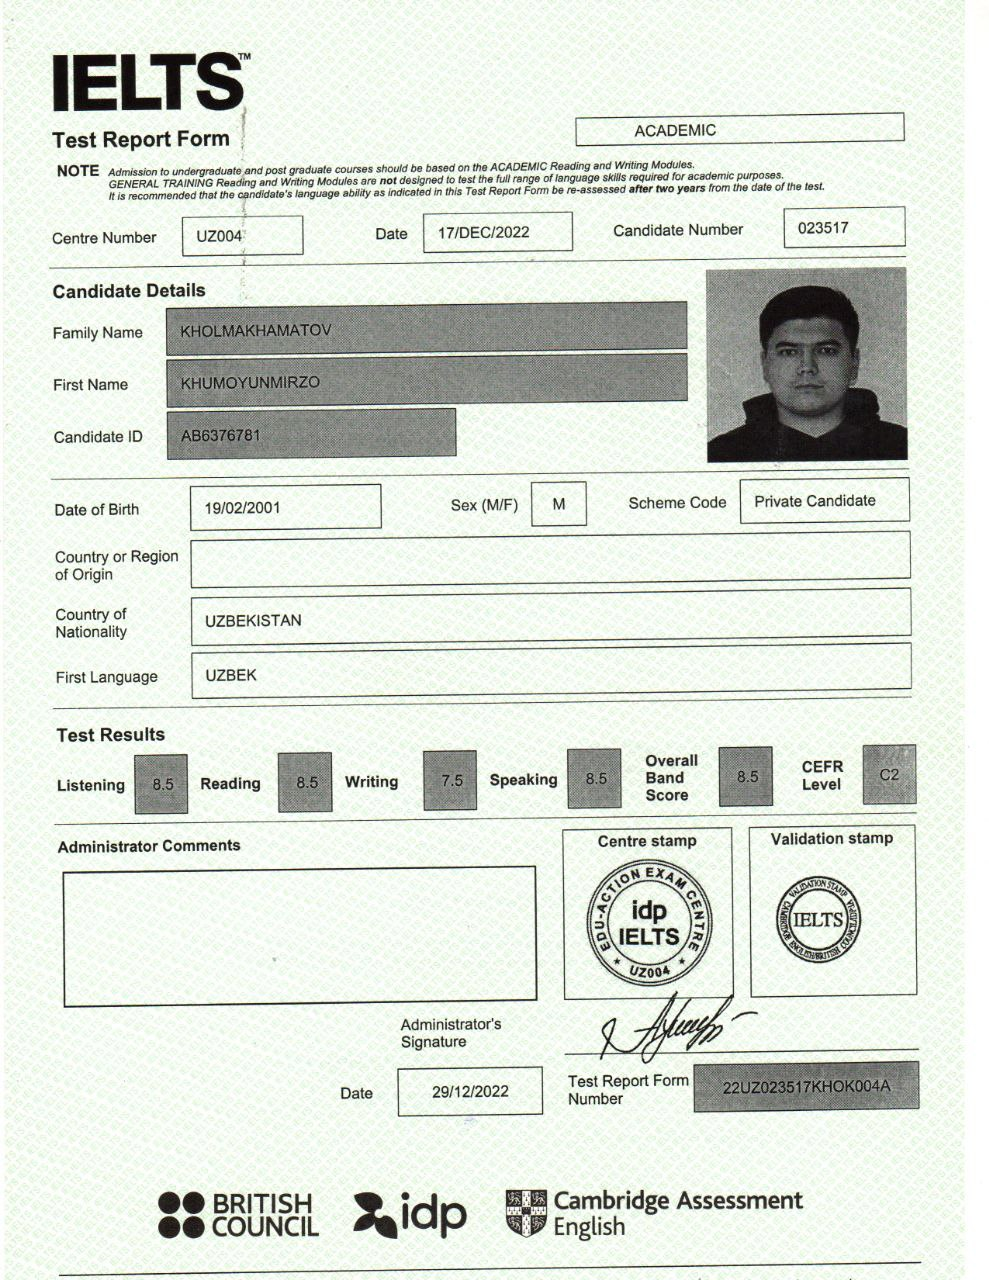 IELTS™
Test Report Form
ACADEMIC
NOTE Admission to undergraduate and post graduate courses should be based on the ACADEMIC Reading and Writing Modules.
GENERAL TRAINING Reading and Writing Modules are not designed to test the full range of language skills required for academic purposes.
It is recommended that the candidate's language ability as indicated in this Test Report Form be re-assessed after two years from the date of the test.
Centre Number UZ004 Date 17/DEC/2022 Candidate Number 023517
Candidate Details
Family Name KHOLMAKHAMATOV
First Name KHUMOYUNMIRZO
Candidate ID AB6376781
Date of Birth 19/02/2001 Sex (M/F) M Scheme Code Private Candidate
Country or Region
of Origin
Country of
Nationality UZBEKISTAN
First Language UZBEK
Test Results
Listening 8.5 Reading 8.5 Writing 7.5 Speaking 8.5 Overall Band Score 8.5 CEFR Level C2
Administrator Comments
Centre stamp
EDU-ACTION EXAM CENTRE
idp
IELTS
UZ004
Validation stamp
VALIDATION STAMP
IELTS
CAMBRIDGE ENGLISH/BRITISH COUNCIL/IDP:IA
Administrator's
Signature
Date 29/12/2022
Test Report Form
Number 22UZ023517KHOK004A
BRITISH
COUNCIL
idp
Cambridge Assessment
English